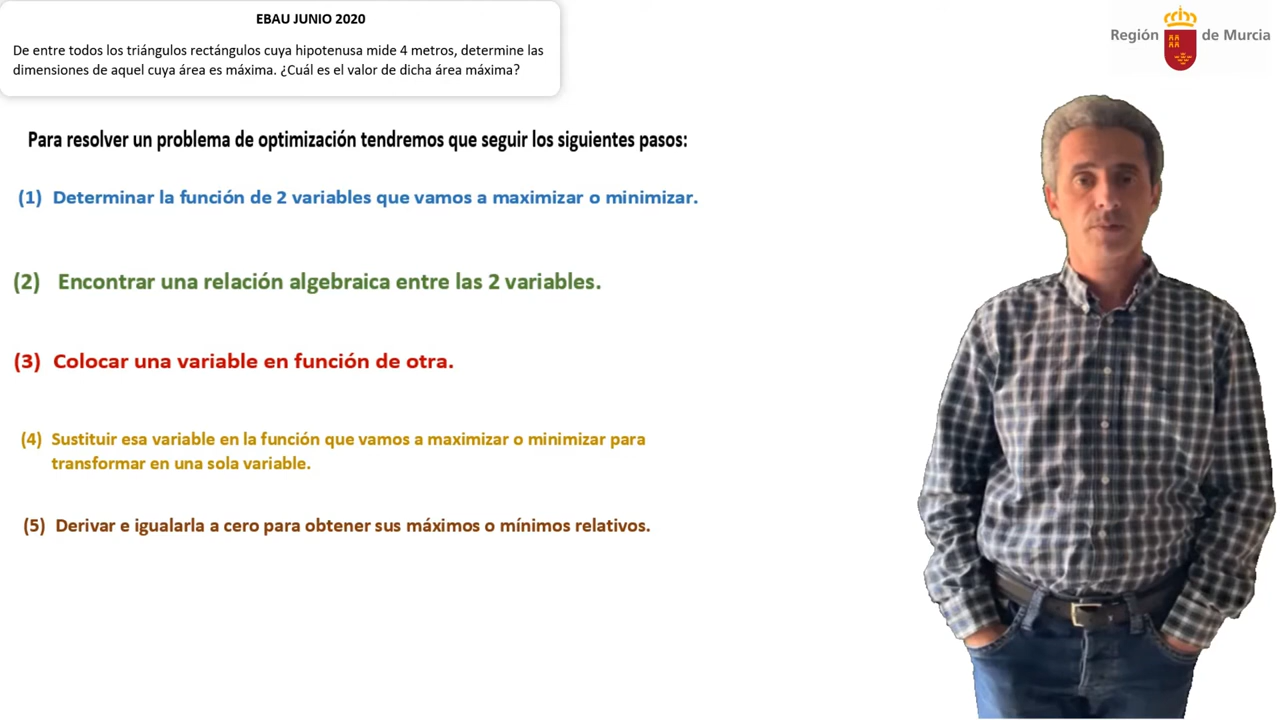 EBAU JUNIO 2020
De entre todos los triángulos rectángulos cuya hipotenusa mide 4 metros, determine las
dimensiones de aquel cuya área es máxima. ¿Cuál es el valor de dicha área máxima?
Región de Murcia
Para resolver un problema de optimización tendremos que seguir los siguientes pasos:
(1) Determinar la función de 2 variables que vamos a maximizar o minimizar.
(2) Encontrar una relación algebraica entre las 2 variables.
(3) Colocar una variable en función de otra.
(4) Sustituir esa variable en la función que vamos a maximizar o minimizar para
transformar en una sola variable.
(5) Derivar e igualarla a cero para obtener sus máximos o mínimos relativos.